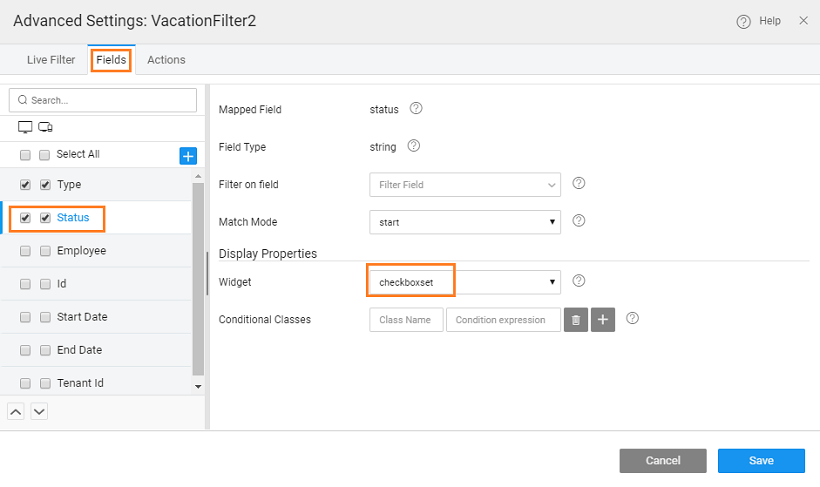 Advanced Settings: VacationFilter2
Help
Live Filter
Fields
Actions
Search...
Select All
Type
Status
Employee
Id
Start Date
End Date
Tenant Id
Mapped Field
status
Field Type
string
Filter on field
Filter Field
Match Mode
start
Display Properties
Widget
checkboxset
Conditional Classes
Class Name
Condition expression
Cancel
Save